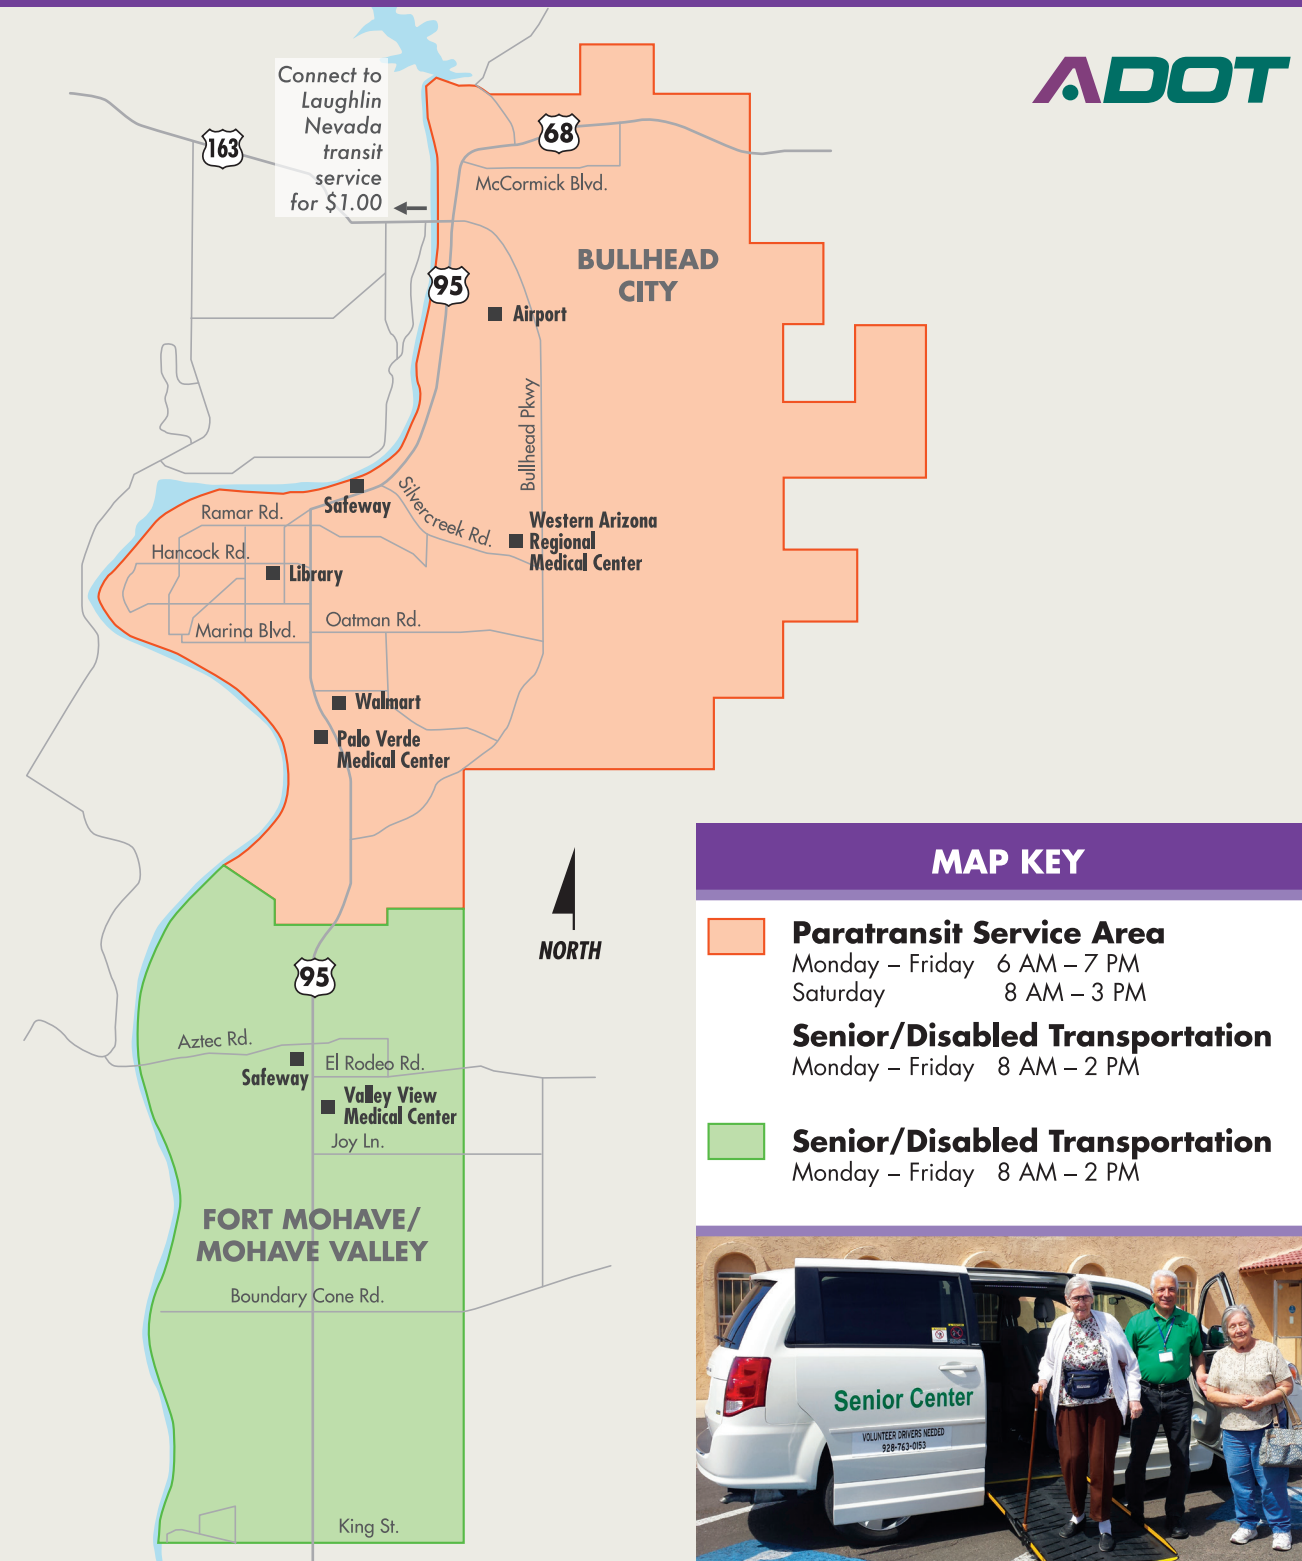 ADOT
Connect to
Laughlin
Nevada
transit
service
for $1.00
163
68
McCormick Blvd.
BULLHEAD
CITY
95
Airport
Bullhead Pkwy
Safeway
Silvercreek Rd.
Ramar Rd.
Western Arizona
Regional
Medical Center
Hancock Rd.
Library
Marina Blvd.
Oatman Rd.
Walmart
Palo Verde
Medical Center
NORTH
95
Aztec Rd.
Safeway
El Rodeo Rd.
Valley View
Medical Center
Joy Ln.
FORT MOHAVE/
MOHAVE VALLEY
Boundary Cone Rd.
King St.
MAP KEY
Paratransit Service Area
Monday – Friday 6 AM – 7 PM
Saturday 8 AM – 3 PM
Senior/Disabled Transportation
Monday – Friday 8 AM – 2 PM
Senior/Disabled Transportation
Monday – Friday 8 AM – 2 PM
Senior Center
VOLUNTEER DRIVERS NEEDED
928-763-0153